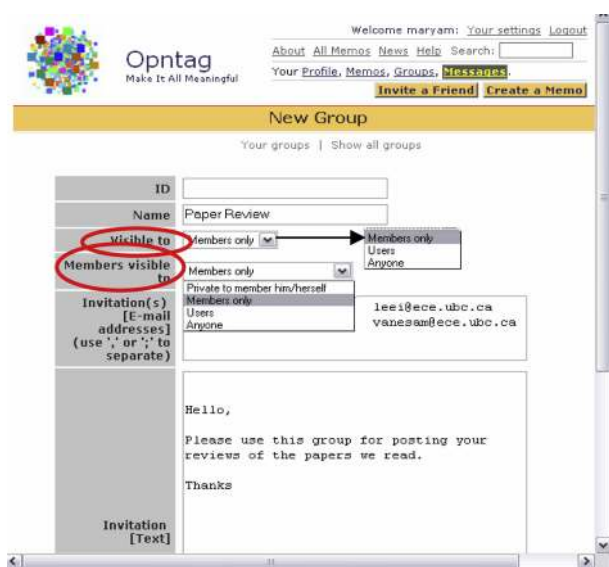 Welcome maryam: Your settings Logout
Opntag
Make It All Meaningful
About All Memos News Help Search:
Your Profile, Memos, Groups, Messages.
Invite a Friend Create a Memo
New Group
Your groups | Show all groups
ID
Name Paper Review
Visible to Members only
Members only
Users
Anyone
Members visible to Members only
Private to member him/herself
Members only
Users
Anyone
Invitation(s)
[E-mail
addresses]
(use ',' or ';' to
separate)
leei@ece.ubc.ca
vanesam@ece.ubc.ca
Hello,
Please use this group for posting your
reviews of the papers we read.
Thanks
Invitation
[Text]